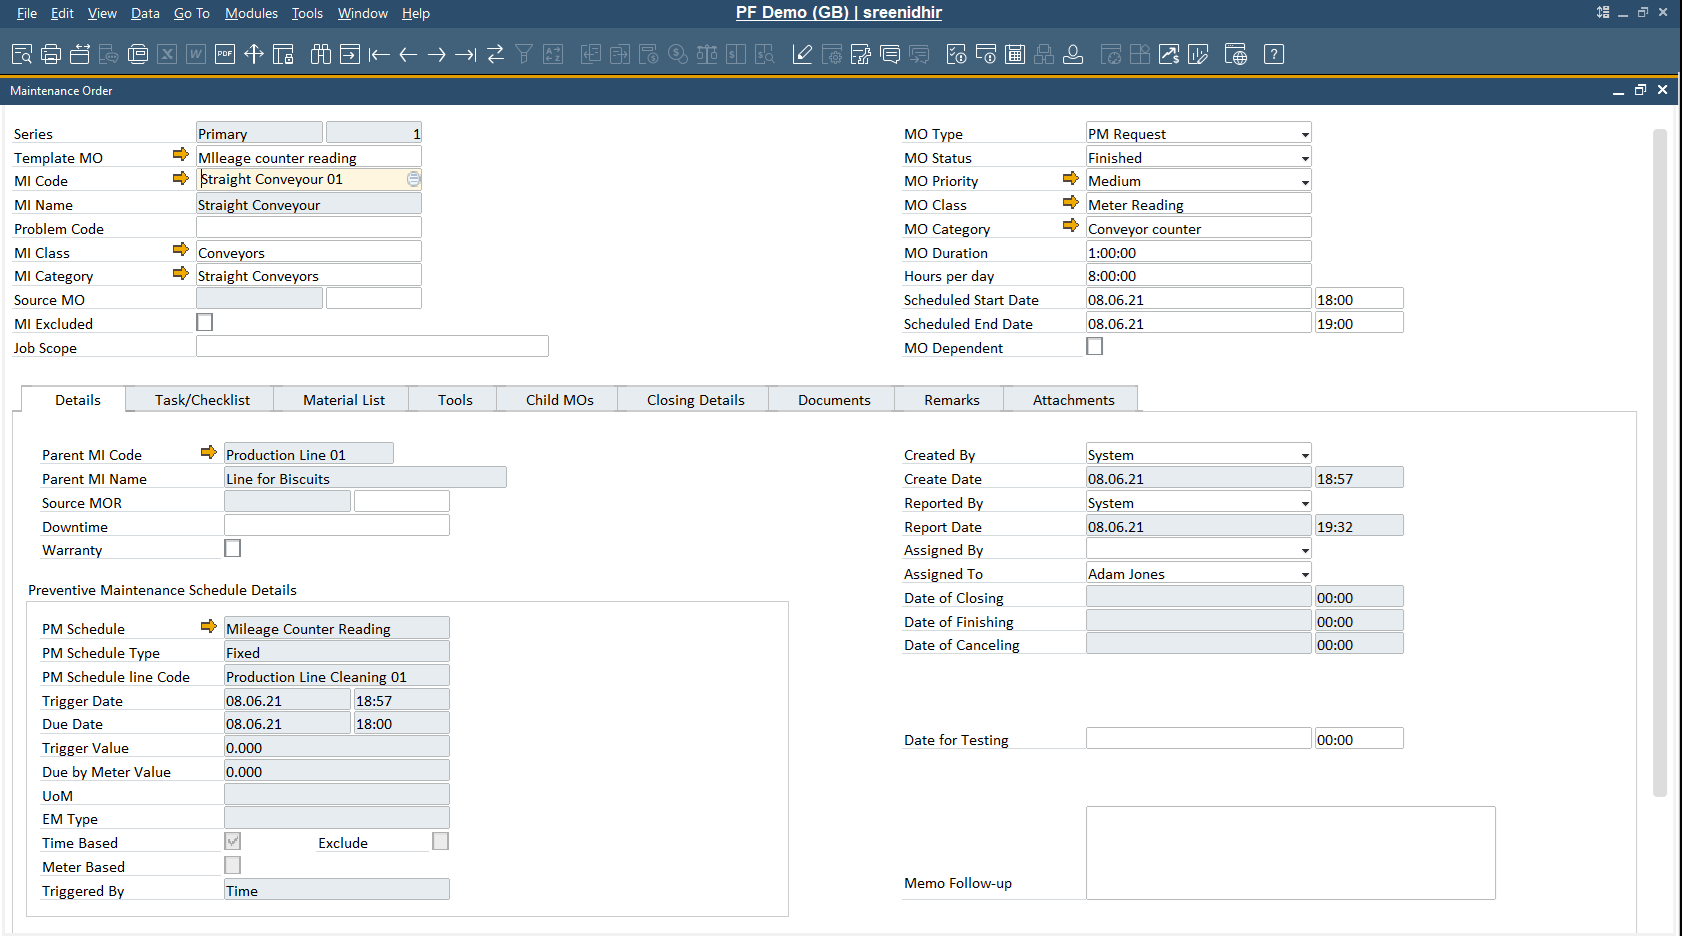 File Edit View Data Go To Modules Tools Window Help
PF Demo (GB) | sreenidhir
PDF
Maintenance Order
Series Primary 1
Template MO MIleage counter reading
MI Code Straight Conveyour 01
MI Name Straight Conveyour
Problem Code
MI Class Conveyors
MI Category Straight Conveyors
Source MO
MI Excluded
Job Scope
MO Type PM Request
MO Status Finished
MO Priority Medium
MO Class Meter Reading
MO Category Conveyor counter
MO Duration 1:00:00
Hours per day 8:00:00
Scheduled Start Date 08.06.21 18:00
Scheduled End Date 08.06.21 19:00
MO Dependent
Details Task/Checklist Material List Tools Child MOs Closing Details Documents Remarks Attachments
Parent MI Code Production Line 01
Parent MI Name Line for Biscuits
Source MOR
Downtime
Warranty
Preventive Maintenance Schedule Details
PM Schedule Mileage Counter Reading
PM Schedule Type Fixed
PM Schedule line Code Production Line Cleaning 01
Trigger Date 08.06.21 18:57
Due Date 08.06.21 18:00
Trigger Value 0.000
Due by Meter Value 0.000
UoM
EM Type
Time Based Exclude
Meter Based
Triggered By Time
Created By System
Create Date 08.06.21 18:57
Reported By System
Report Date 08.06.21 19:32
Assigned By
Assigned To Adam Jones
Date of Closing 00:00
Date of Finishing 00:00
Date of Canceling 00:00
Date for Testing 00:00
Memo Follow-up